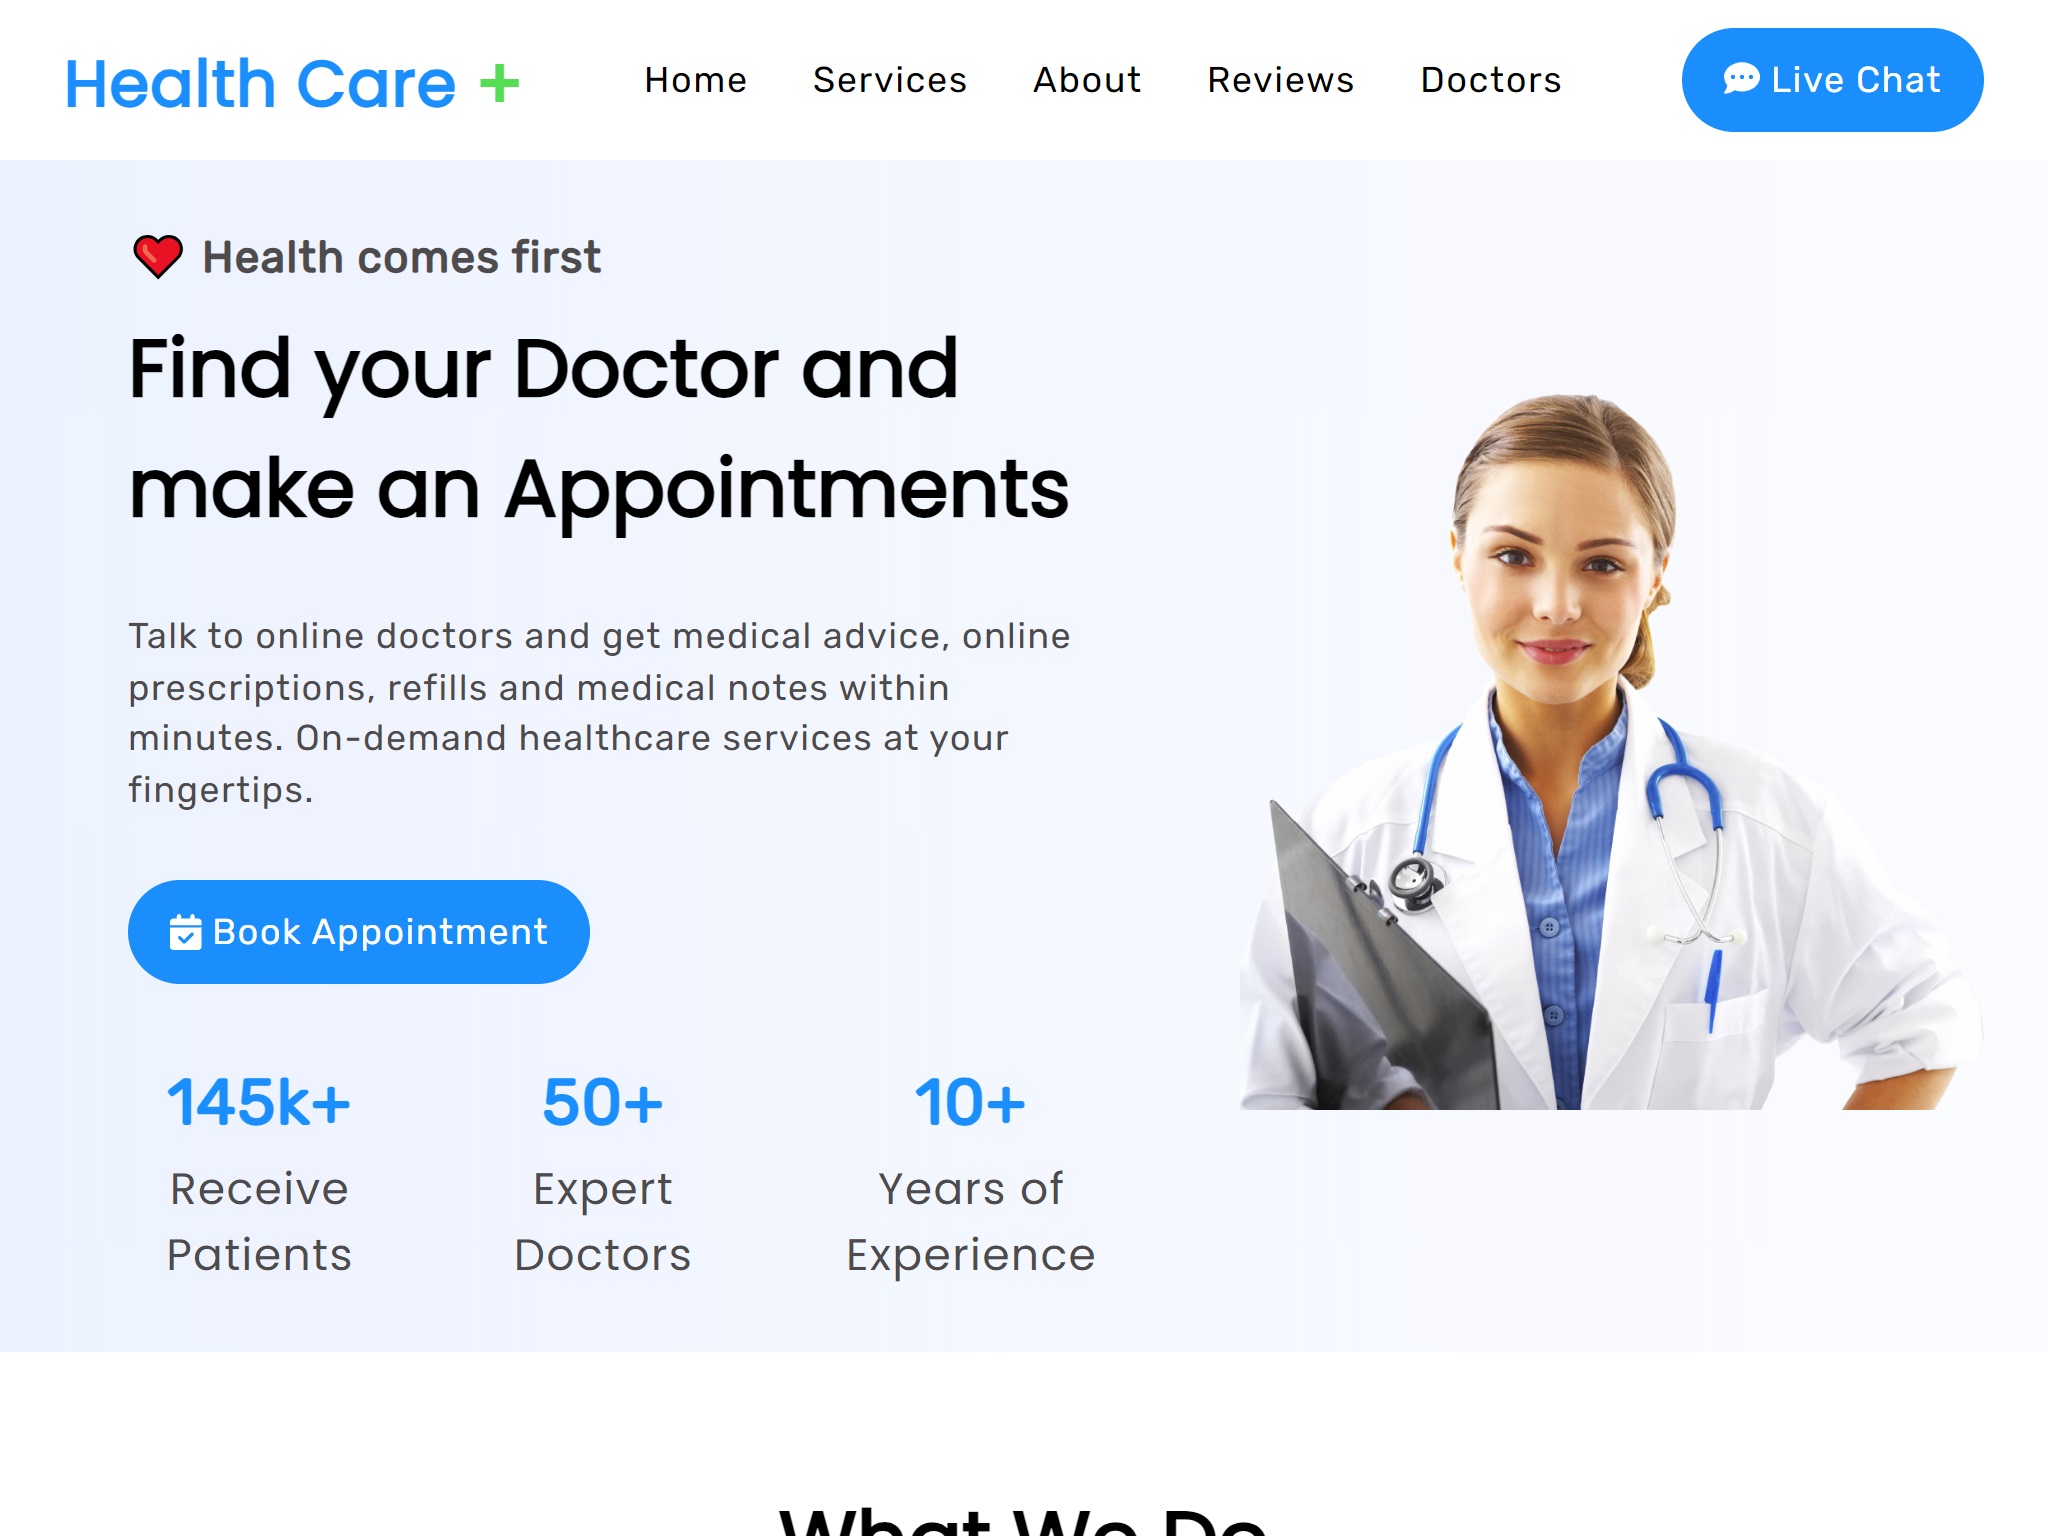 Health Care +
Home Services About Reviews Doctors
Live Chat
Health comes first
Find your Doctor and
make an Appointments
Talk to online doctors and get medical advice, online
prescriptions, refills and medical notes within
minutes. On-demand healthcare services at your
fingertips.
Book Appointment
145k+ 50+ 10+
Receive Expert Years of
Patients Doctors Experience
What We Do